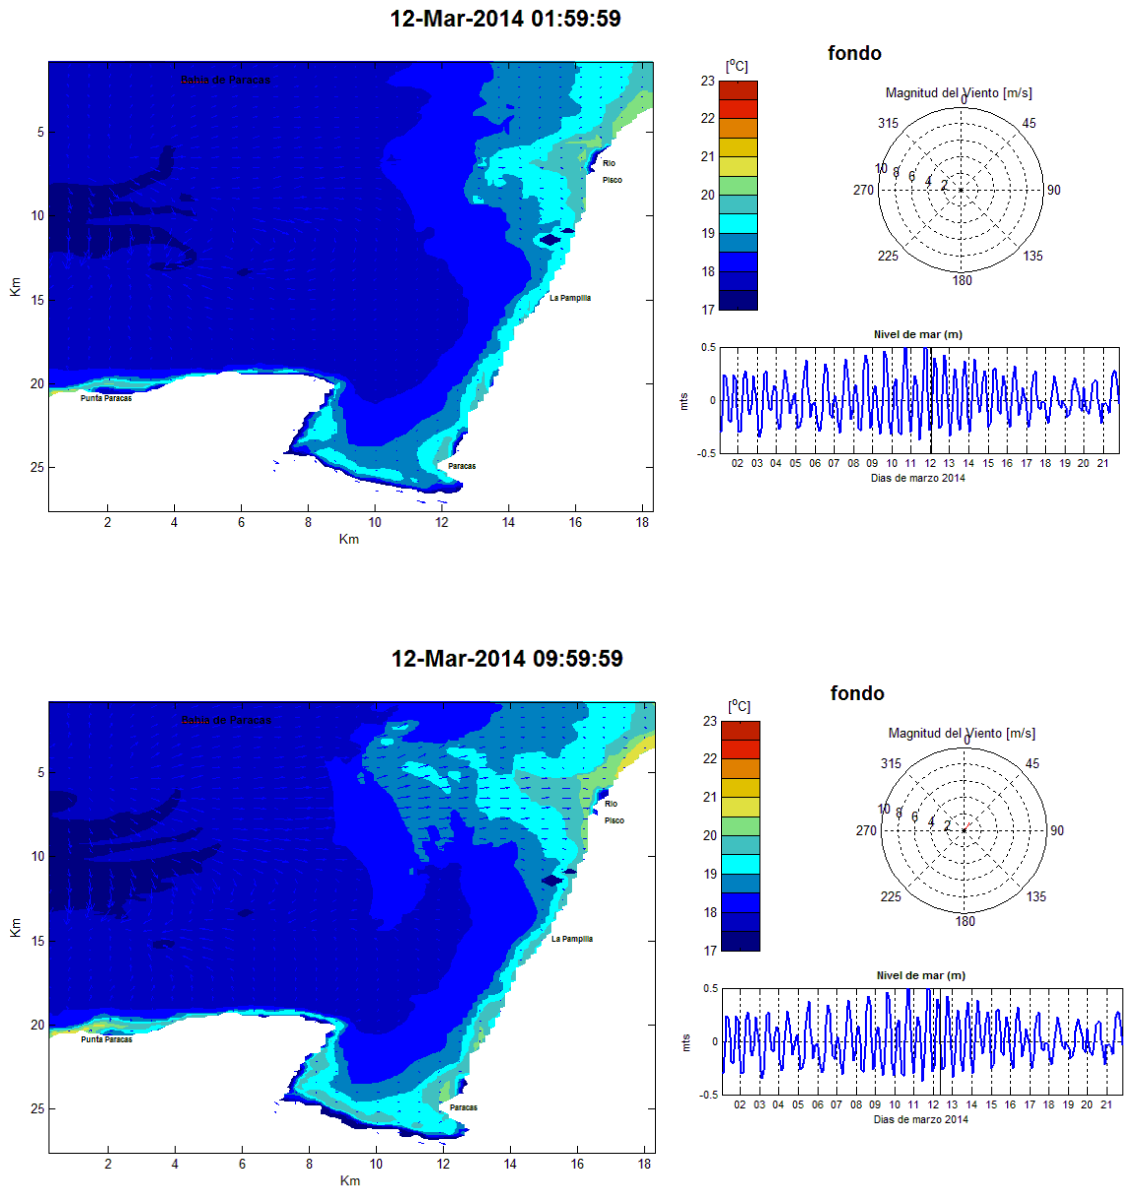 12-Mar-2014 01:59:59
fondo
Bahia de Paracas
Rio
Pisco
La Pampilla
Punta Paracas
Paracas
5
10
15
20
25
Km
2 4 6 8 10 12 14 16 18
Km
[°C]
23
22
21
20
19
18
17
Magnitud del Viento [m/s]
0
315 45
10 8 6 4 2
270 90
225 135
180
Nivel de mar (m)
0.5
0
-0.5
mts
02 03 04 05 06 07 08 09 10 11 12 13 14 15 16 17 18 19 20 21
Dias de marzo 2014
12-Mar-2014 09:59:59
fondo
Bahia de Paracas
Rio
Pisco
La Pampilla
Punta Paracas
Paracas
5
10
15
20
25
Km
2 4 6 8 10 12 14 16 18
Km
[°C]
23
22
21
20
19
18
17
Magnitud del Viento [m/s]
0
315 45
10 8 6 4 2
270 90
225 135
180
Nivel de mar (m)
0.5
0
-0.5
mts
02 03 04 05 06 07 08 09 10 11 12 13 14 15 16 17 18 19 20 21
Dias de marzo 2014